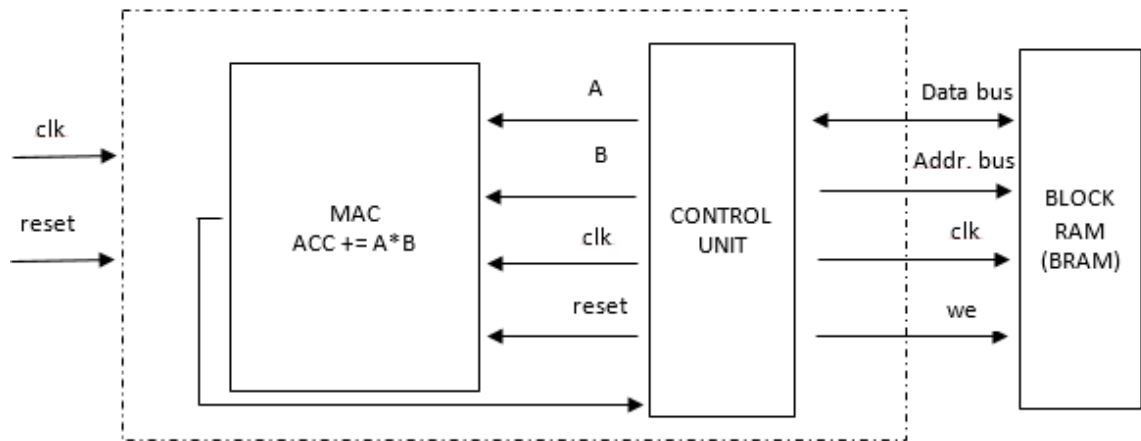 clk
reset
MAC
ACC += A*B
A
B
clk
reset
CONTROL
UNIT
Data bus
Addr. bus
clk
we
BLOCK
RAM
(BRAM)